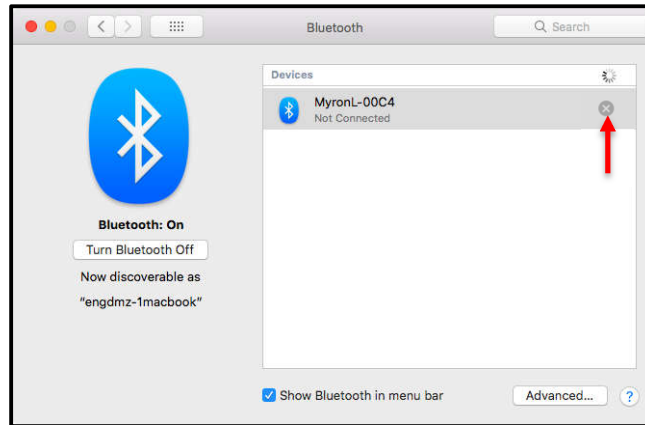 Bluetooth
Search
Devices
MyronL-00C4
Not Connected
Bluetooth: On
Turn Bluetooth Off
Now discoverable as
"engdmz-1macbook"
Show Bluetooth in menu bar
Advanced...
?